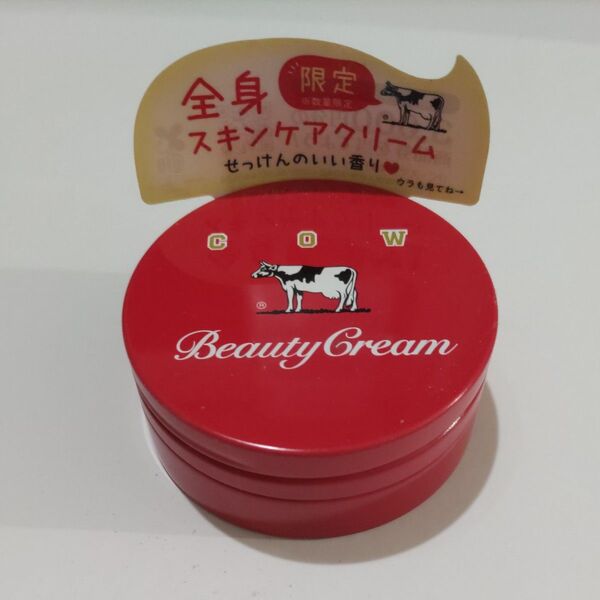 限定
※数量限定
全身
スキンケアクリーム
せっけんのいい香り♥
ウラも見てね→
COW
®
Beauty Cream